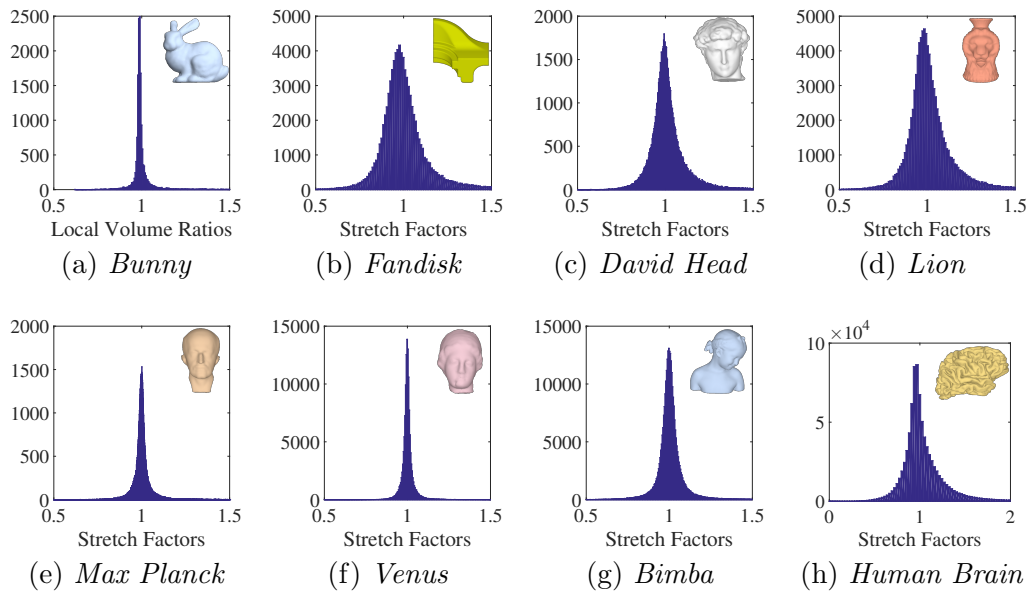 2500
2000
1500
1000
500
0
0.5 1 1.5
Local Volume Ratios
(a) Bunny
5000
4000
3000
2000
1000
0
0.5 1 1.5
Stretch Factors
(b) Fandisk
2000
1500
1000
500
0
0.5 1 1.5
Stretch Factors
(c) David Head
5000
4000
3000
2000
1000
0
0.5 1 1.5
Stretch Factors
(d) Lion
2000
1500
1000
500
0
0.5 1 1.5
Stretch Factors
(e) Max Planck
15000
10000
5000
0
0.5 1 1.5
Stretch Factors
(f) Venus
15000
10000
5000
0
0.5 1 1.5
Stretch Factors
(g) Bimba
×10⁴
10
5
0
0 1 2
Stretch Factors
(h) Human Brain